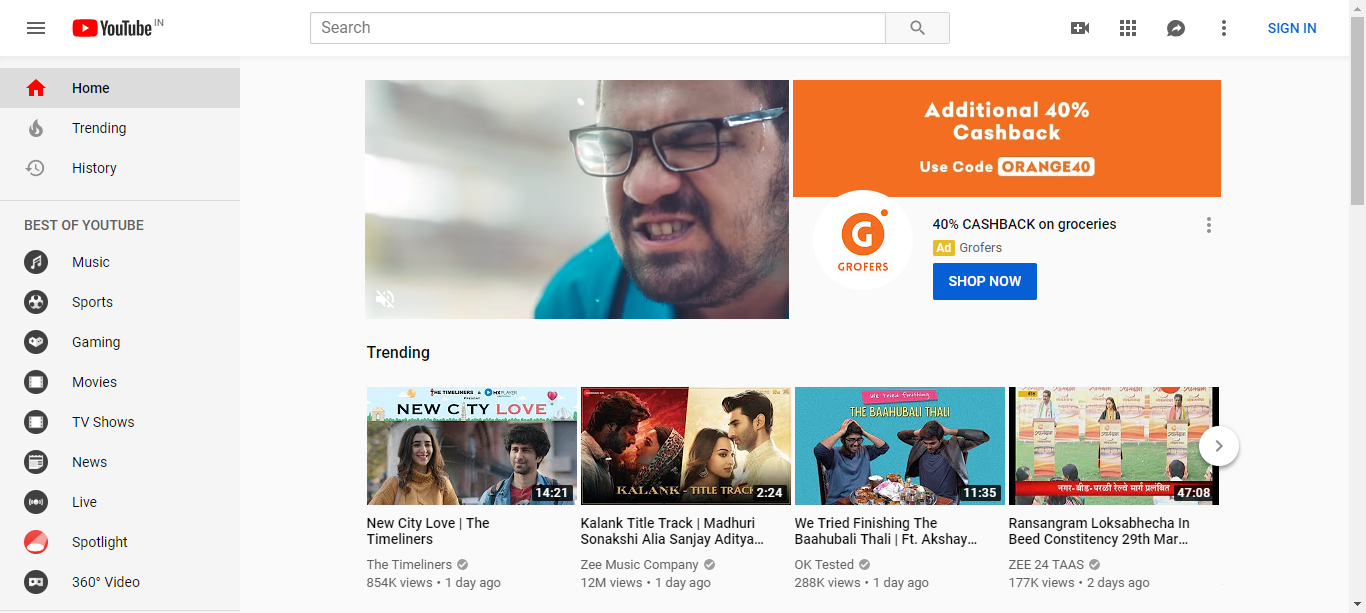 YouTube IN
Search
SIGN IN
Home
Trending
History
BEST OF YOUTUBE
Music
Sports
Gaming
Movies
TV Shows
News
Live
Spotlight
360° Video
Additional 40%
Cashback
Use Code ORANGE40
G
GROFERS
40% CASHBACK on groceries
Ad Grofers
SHOP NOW
Trending
THE TIMELINERS & MXPLAYER
PRESENT
NEW CITY LOVE
14:21
New City Love | The
Timeliners
The Timeliners
854K views • 1 day ago
KALANK - TITLE TRACK
2:24
Kalank Title Track | Madhuri
Sonakshi Alia Sanjay Aditya...
Zee Music Company
12M views • 1 day ago
We Tried Finishing
THE BAAHUBALI THALI
11:35
We Tried Finishing The
Baahubali Thali | Ft. Akshay...
OK Tested
288K views • 1 day ago
नगर-बीड-परळी रेल्वे मार्ग प्रलंबित
47:08
Ransangram Loksabhecha In
Beed Constitency 29th Mar...
ZEE 24 TAAS
177K views • 2 days ago